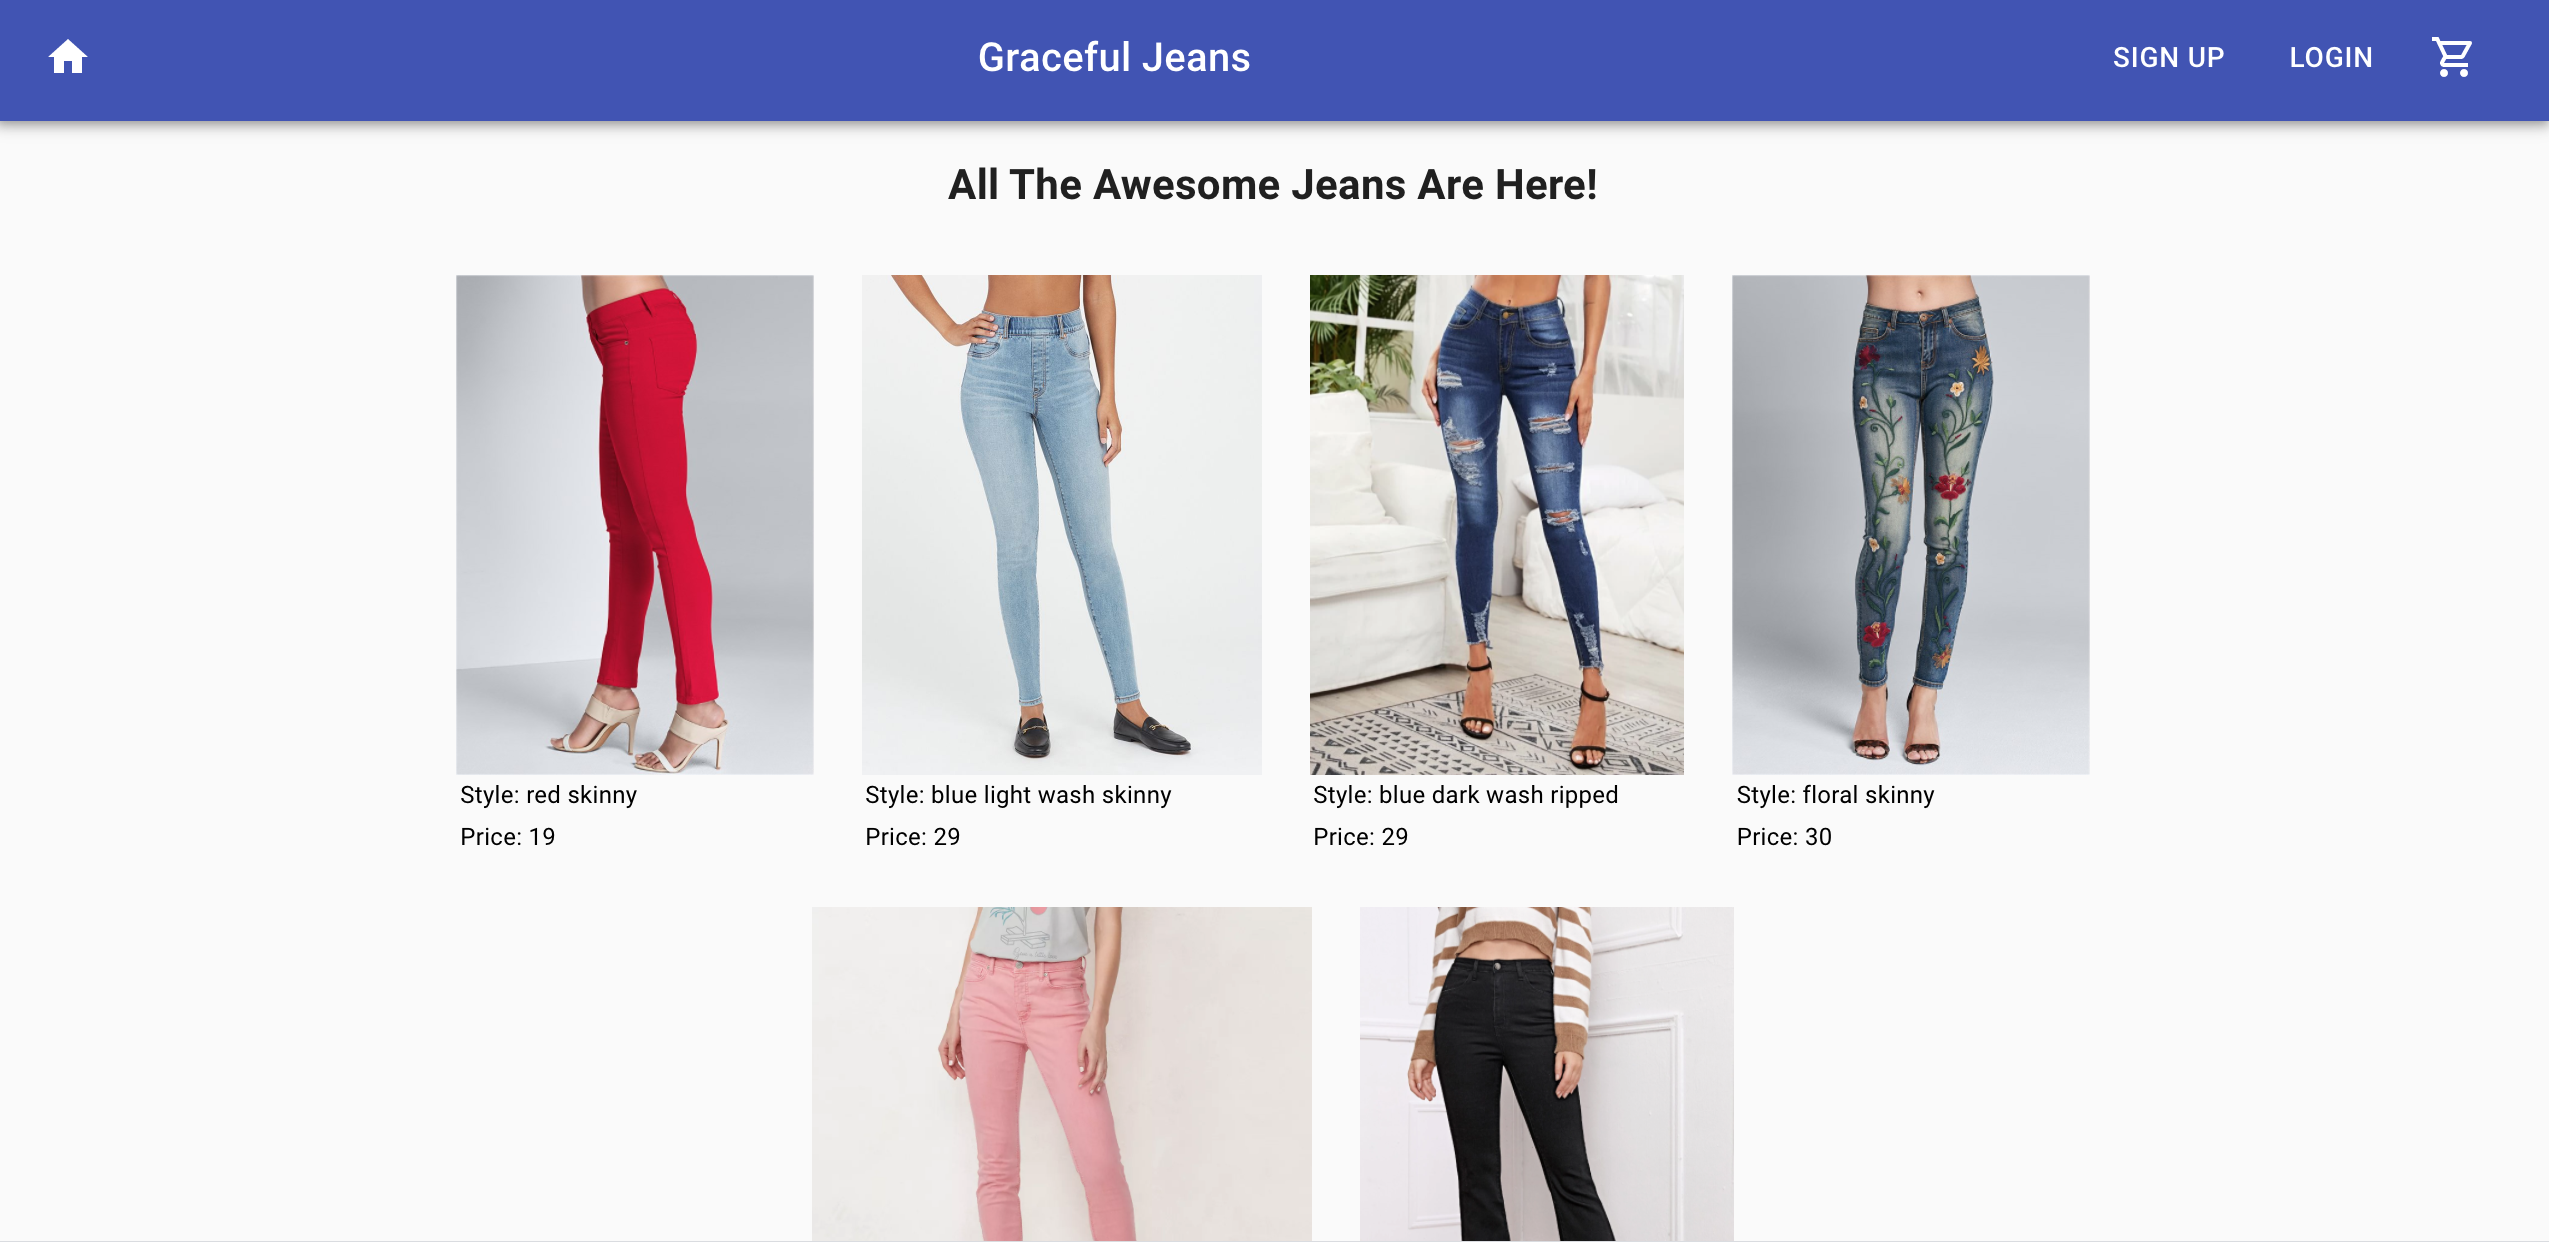 Graceful Jeans
SIGN UP
LOGIN
All The Awesome Jeans Are Here!
Style: red skinny
Price: 19
Style: blue light wash skinny
Price: 29
Style: blue dark wash ripped
Price: 29
Style: floral skinny
Price: 30